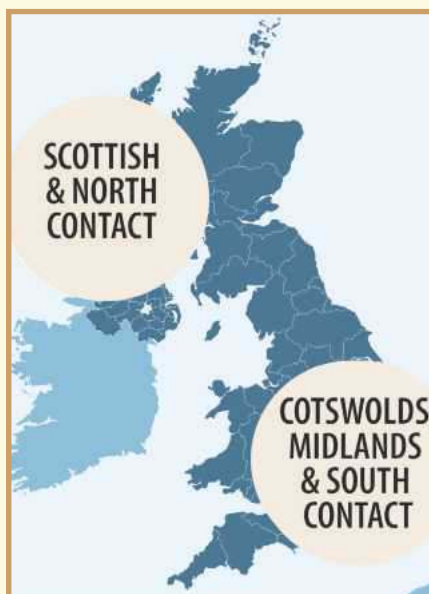 SCOTTISH
& NORTH
CONTACT
COTSWOLDS
MIDLANDS
& SOUTH
CONTACT